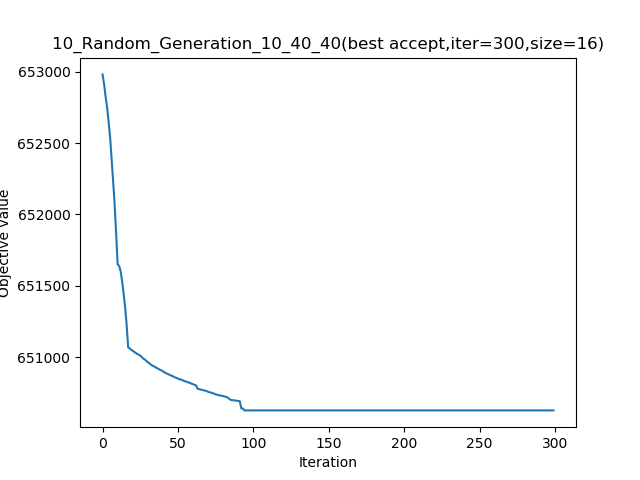 10_Random_Generation_10_40_40(best accept,iter=300,size=16)
653000
652500
652000
651500
651000
Objective Value
0 50 100 150 200 250 300
Iteration